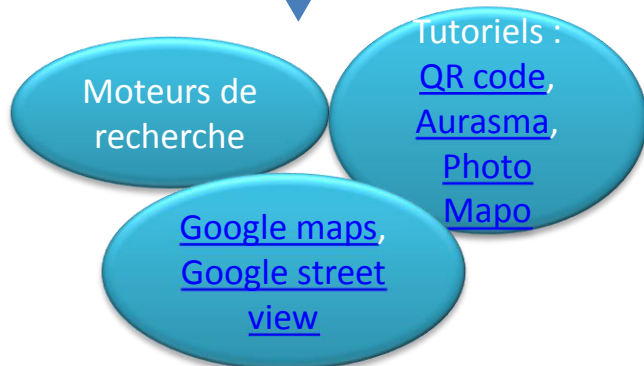 Moteurs de
recherche
Tutoriels :
QR code,
Aurasma,
Photo
Mapo
Google maps,
Google street
view